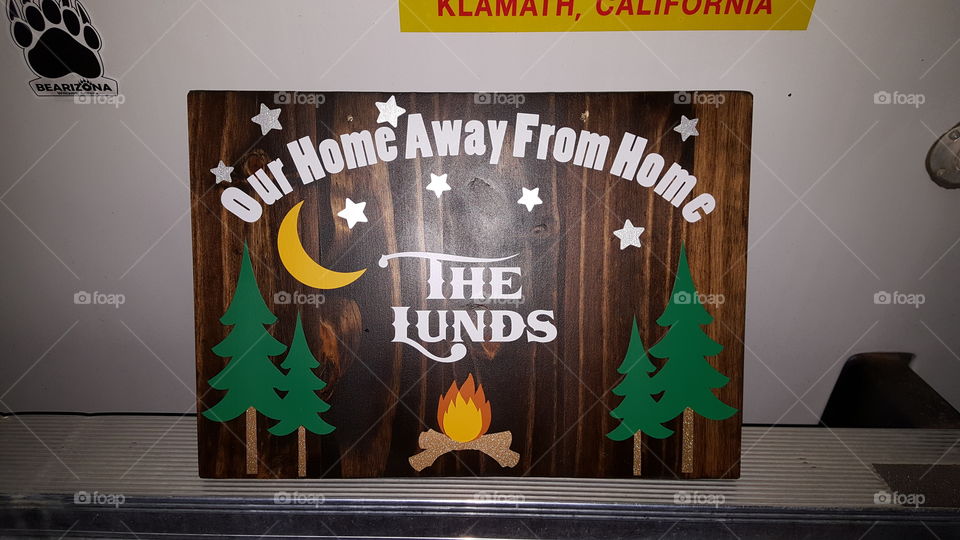 KLAMATH, CALIFORNIA
BEARIZONA
Our Home Away From Home
THE
LUNDS